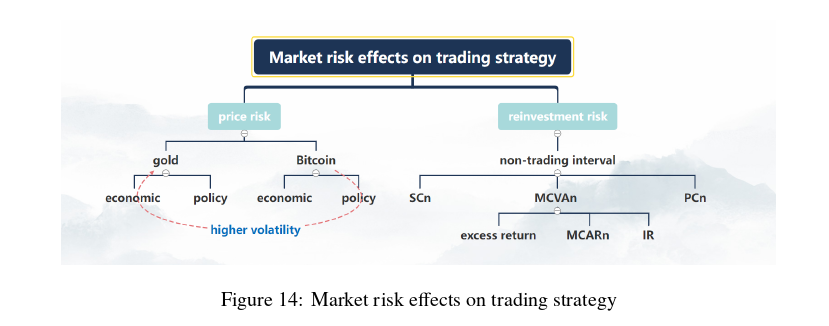 Market risk effects on trading strategy
price risk
reinvestment risk
gold
Bitcoin
non-trading interval
economic
policy
economic
policy
SCn
MCVAn
PCn
higher volatility
excess return
MCARn
IR
Figure 14: Market risk effects on trading strategy